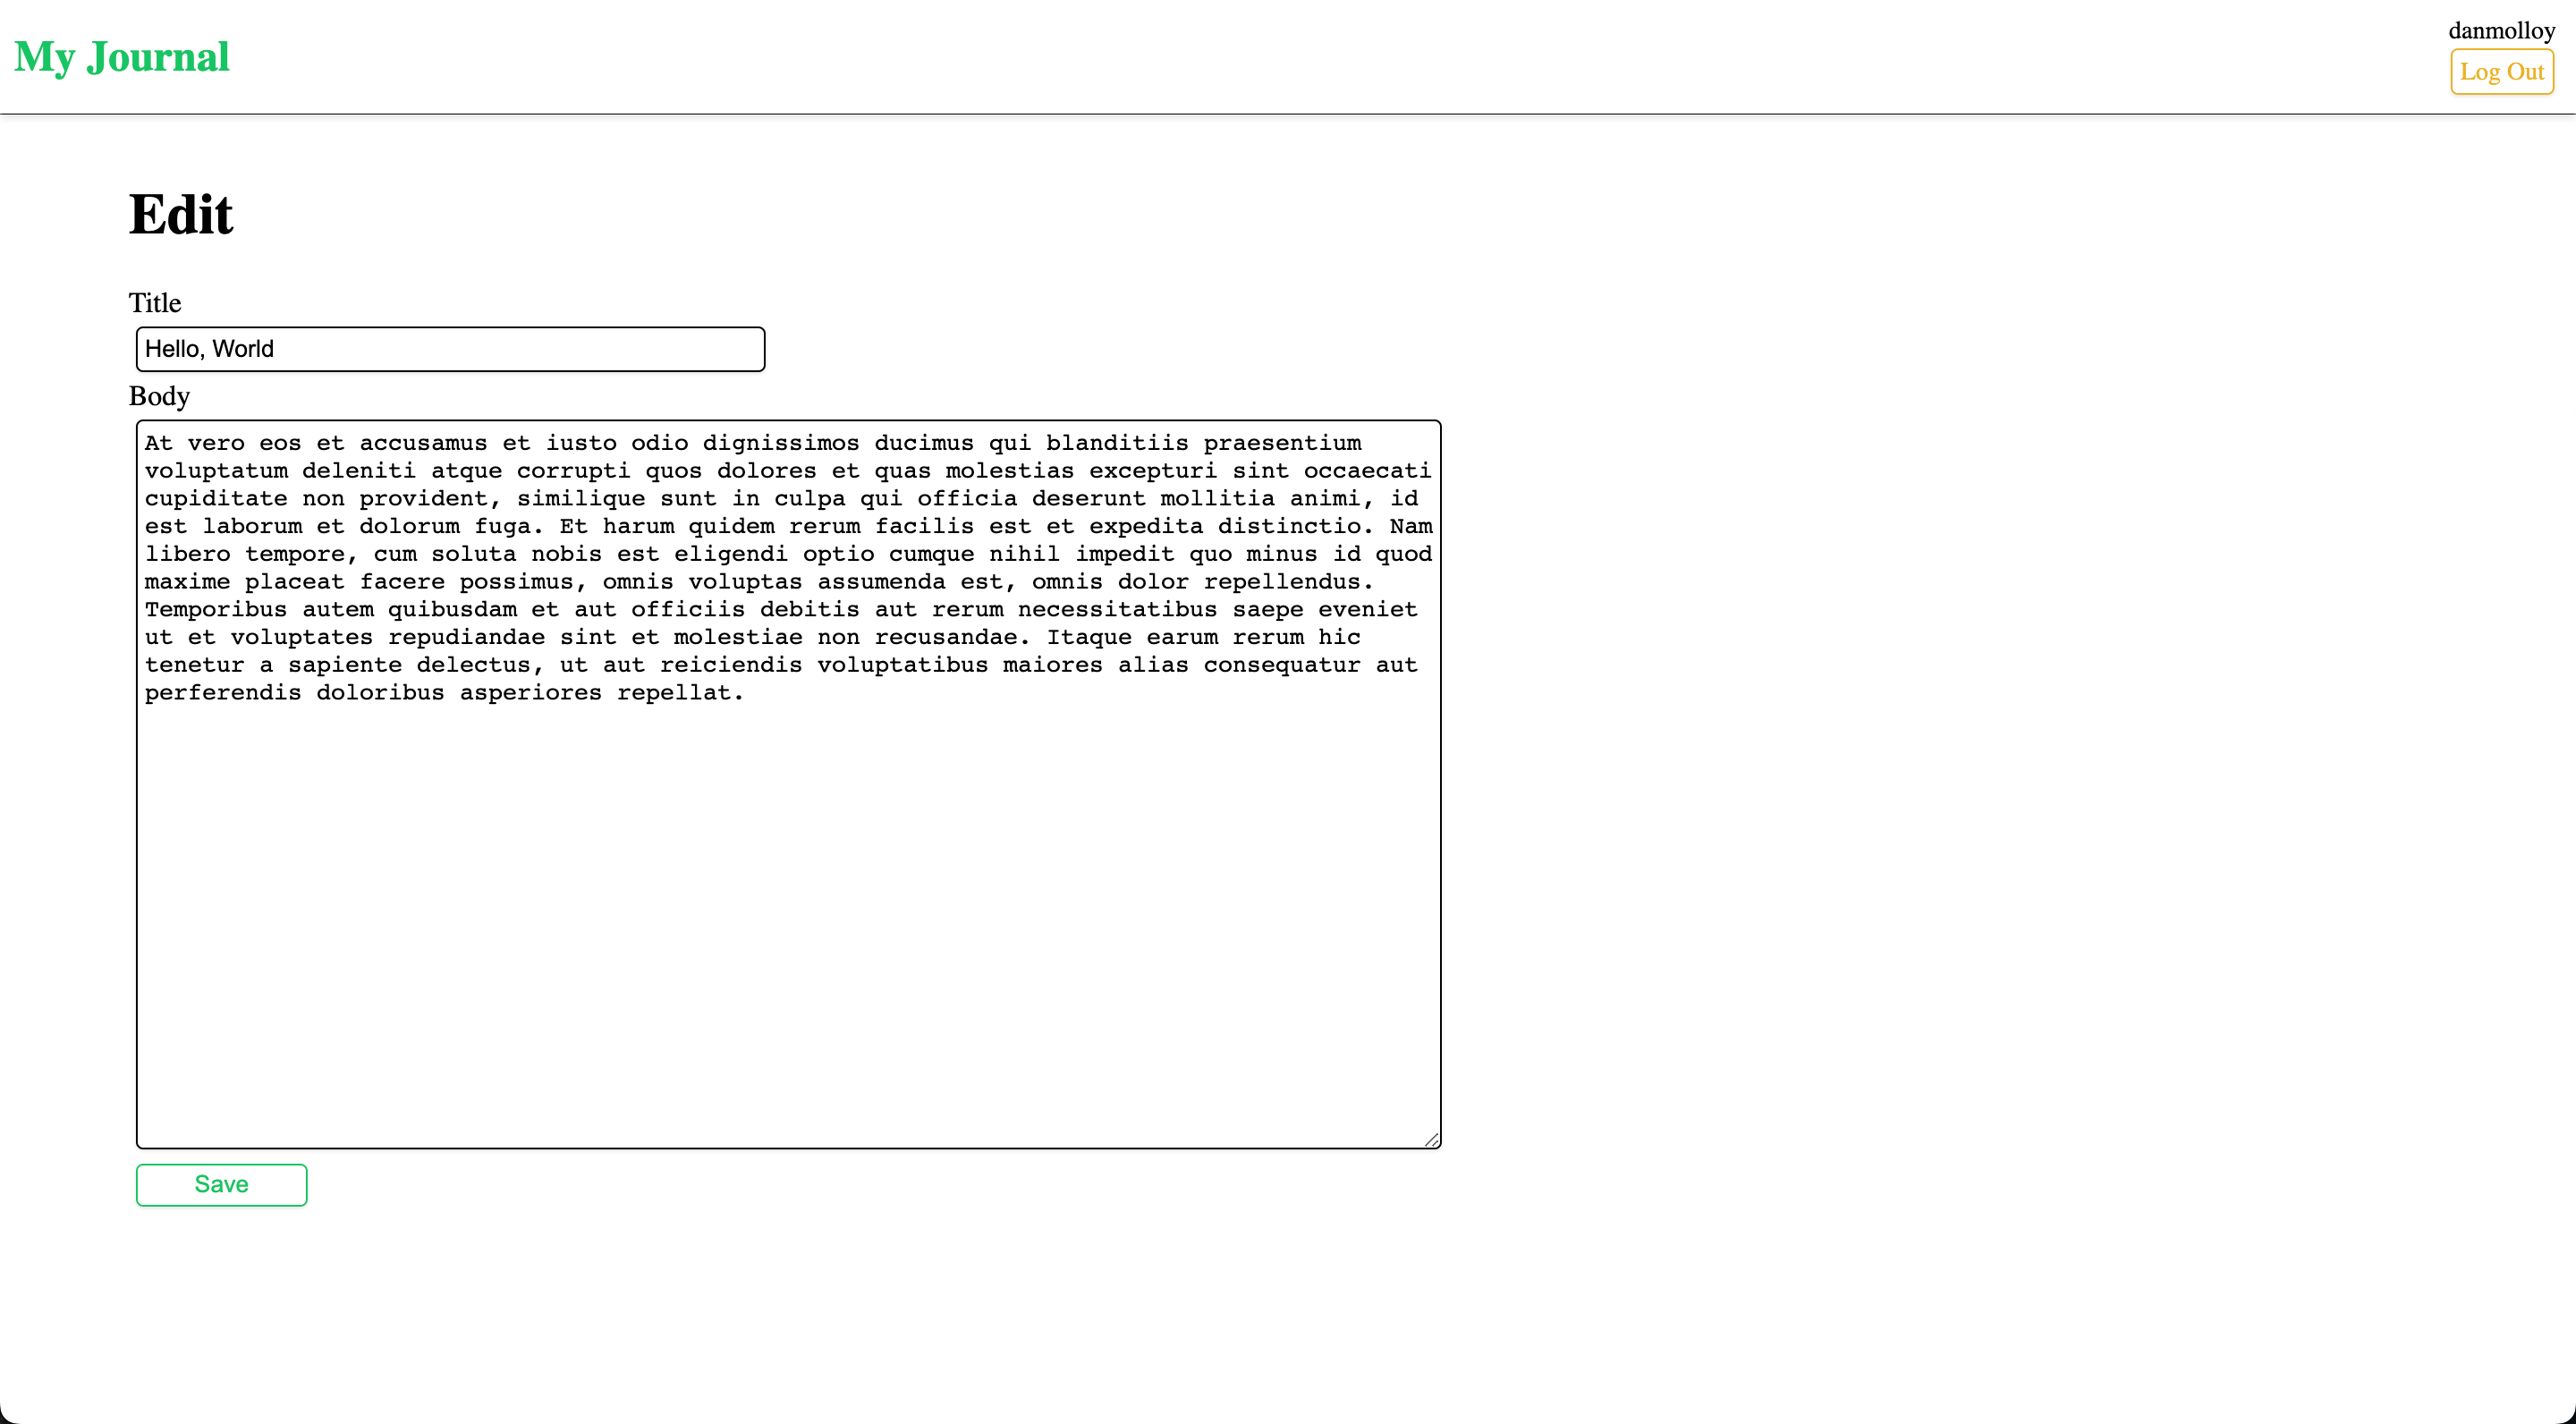 My Journal
danmolloy
Log Out
Edit
Title
Hello, World
Body
At vero eos et accusamus et iusto odio dignissimos ducimus qui blanditiis praesentium
voluptatum deleniti atque corrupti quos dolores et quas molestias excepturi sint occaecati
cupiditate non provident, similique sunt in culpa qui officia deserunt mollitia animi, id
est laborum et dolorum fuga. Et harum quidem rerum facilis est et expedita distinctio. Nam
libero tempore, cum soluta nobis est eligendi optio cumque nihil impedit quo minus id quod
maxime placeat facere possimus, omnis voluptas assumenda est, omnis dolor repellendus.
Temporibus autem quibusdam et aut officiis debitis aut rerum necessitatibus saepe eveniet
ut et voluptates repudiandae sint et molestiae non recusandae. Itaque earum rerum hic
tenetur a sapiente delectus, ut aut reiciendis voluptatibus maiores alias consequatur aut
perferendis doloribus asperiores repellat.
Save